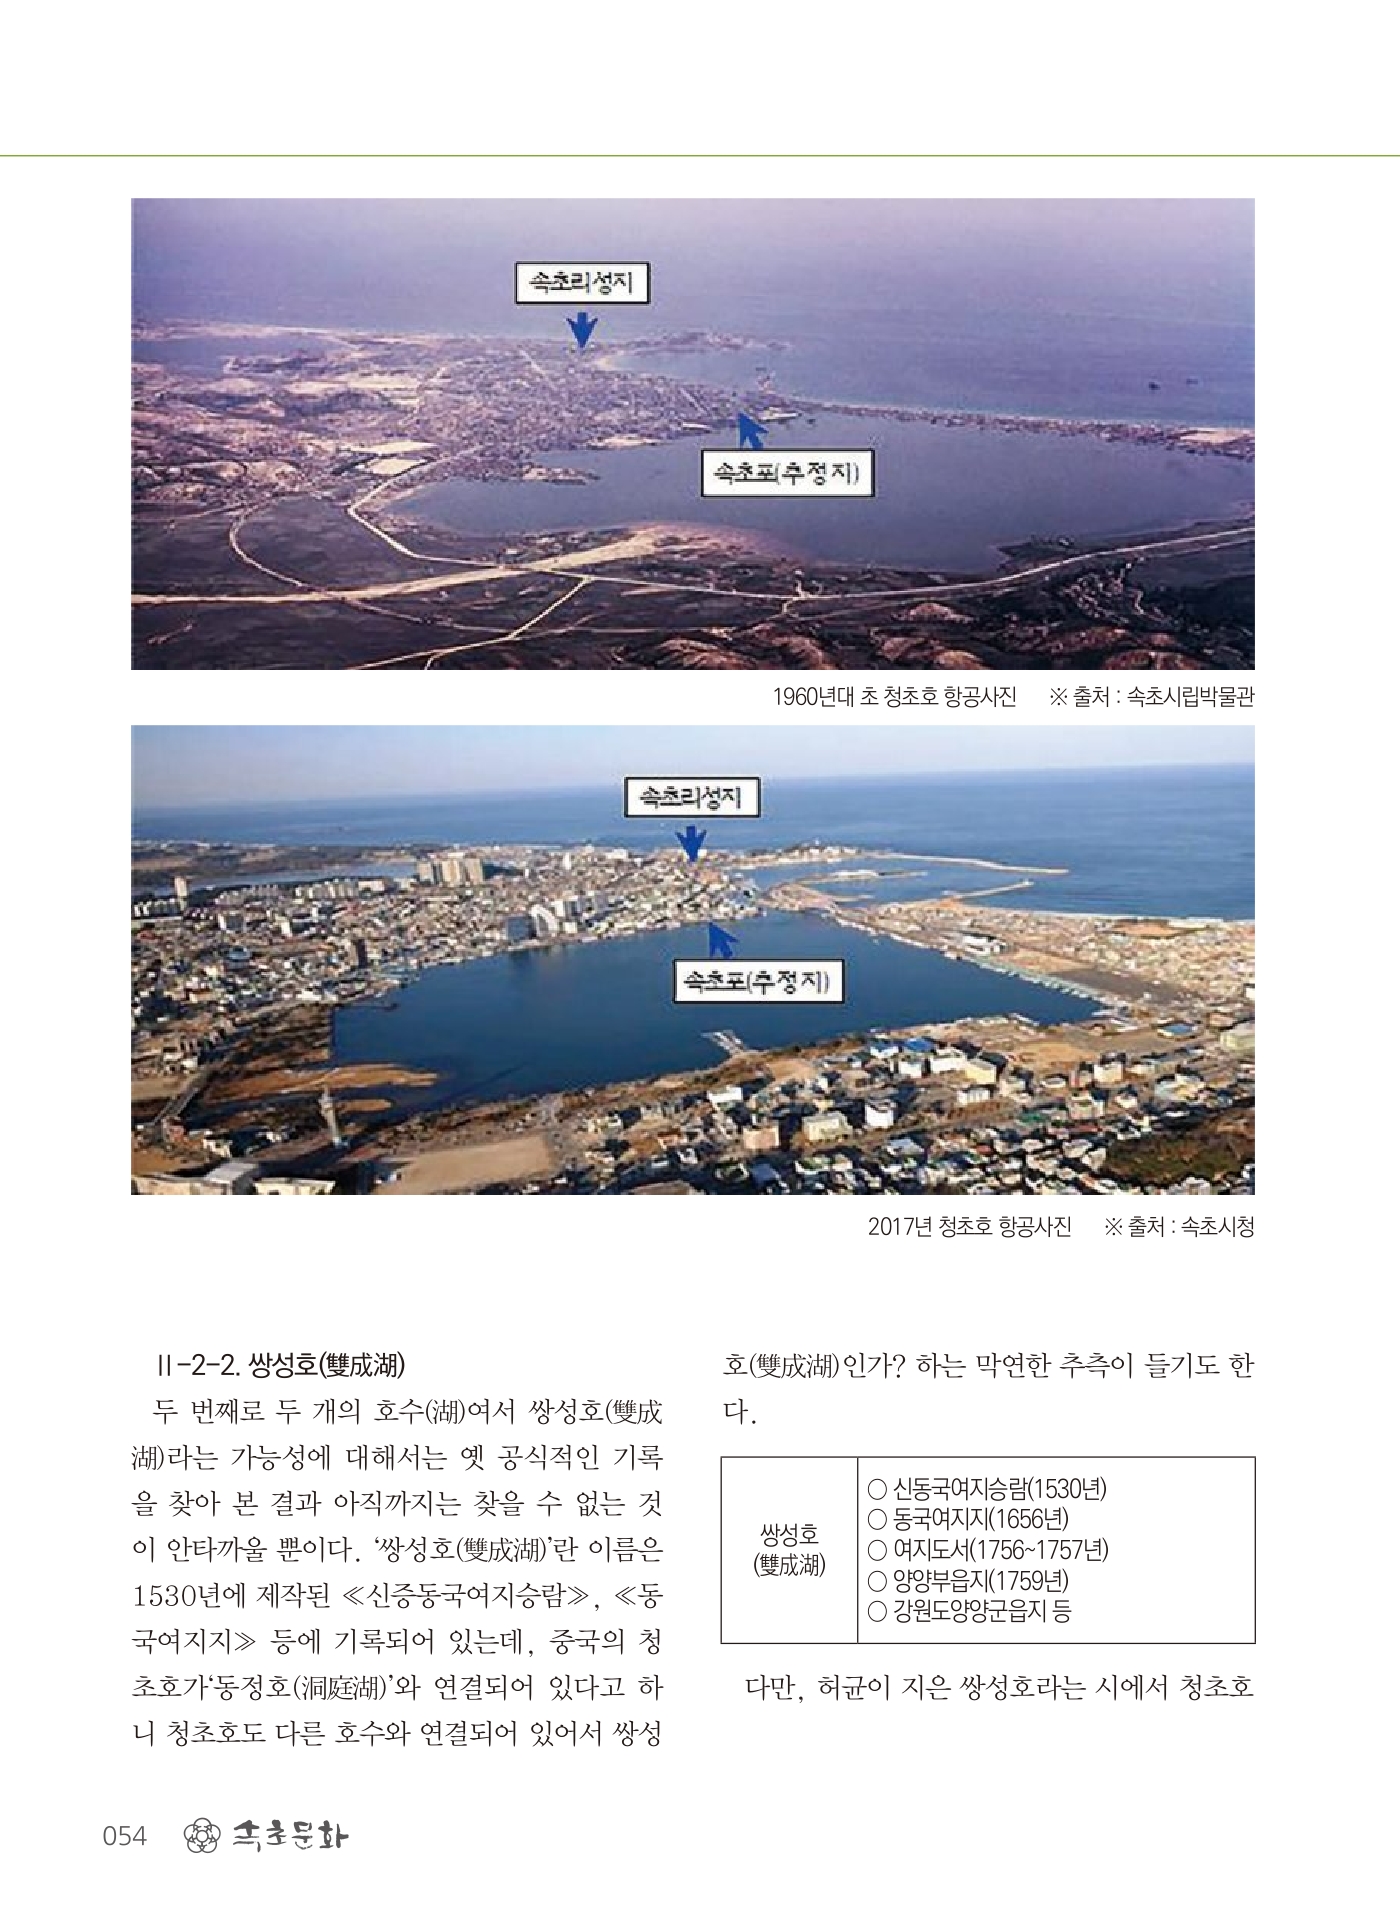 속초리성지
속초포(추정지)
1960년대 초 청초호 항공사진 ※ 출처 : 속초시립박물관
속초리성지
속초포(추정지)
2017년 청초호 항공사진 ※ 출처 : 속초시청
Ⅱ-2-2. 쌍성호(雙成湖)
두 번째로 두 개의 호수(湖)여서 쌍성호(雙成
湖)라는 가능성에 대해서는 옛 공식적인 기록
을 찾아 본 결과 아직까지는 찾을 수 없는 것
이 안타까울 뿐이다. ‘쌍성호(雙成湖)’란 이름은
1530년에 제작된 ≪신증동국여지승람≫, ≪동
국여지지≫ 등에 기록되어 있는데, 중국의 청
초호가‘동정호(洞庭湖)’와 연결되어 있다고 하
니 청초호도 다른 호수와 연결되어 있어서 쌍성
호(雙成湖)인가? 하는 막연한 추측이 들기도 한
다.
쌍성호
(雙成湖)
○ 신동국여지승람(1530년)
○ 동국여지지(1656년)
○ 여지도서(1756~1757년)
○ 양양부읍지(1759년)
○ 강원도양양군읍지 등
다만, 허균이 지은 쌍성호라는 시에서 청초호
054 속초문화